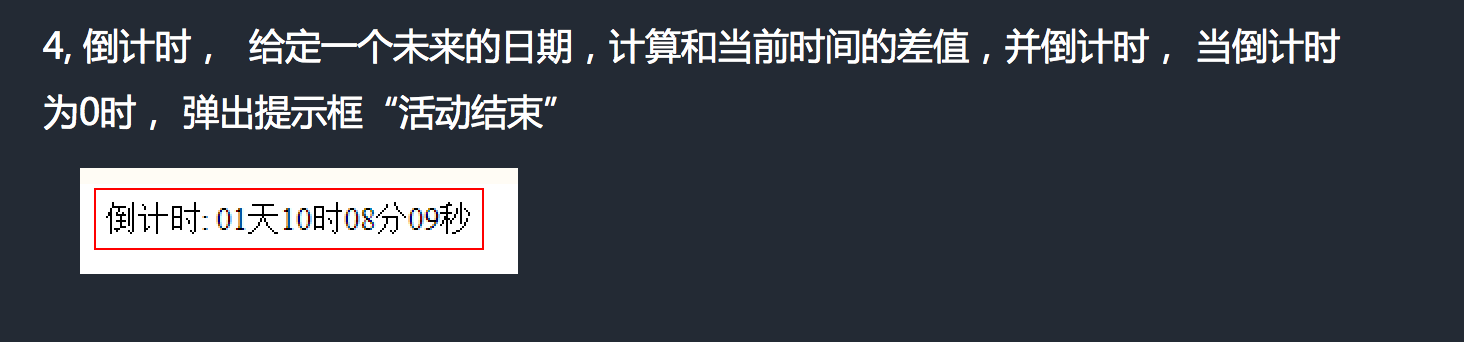 4, 倒计时， 给定一个未来的日期，计算和当前时间的差值，并倒计时， 当倒计时
为0时， 弹出提示框“活动结束”
倒计时: 01天10时08分09秒